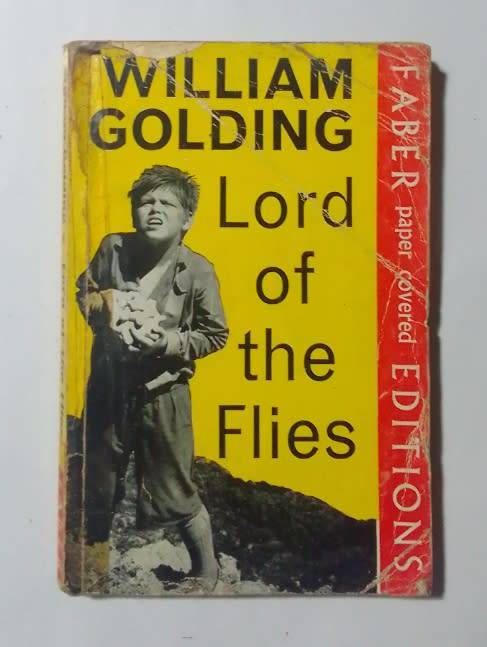 WILLIAM
GOLDING
Lord
of
the
Flies
FABER paper covered EDITIONS